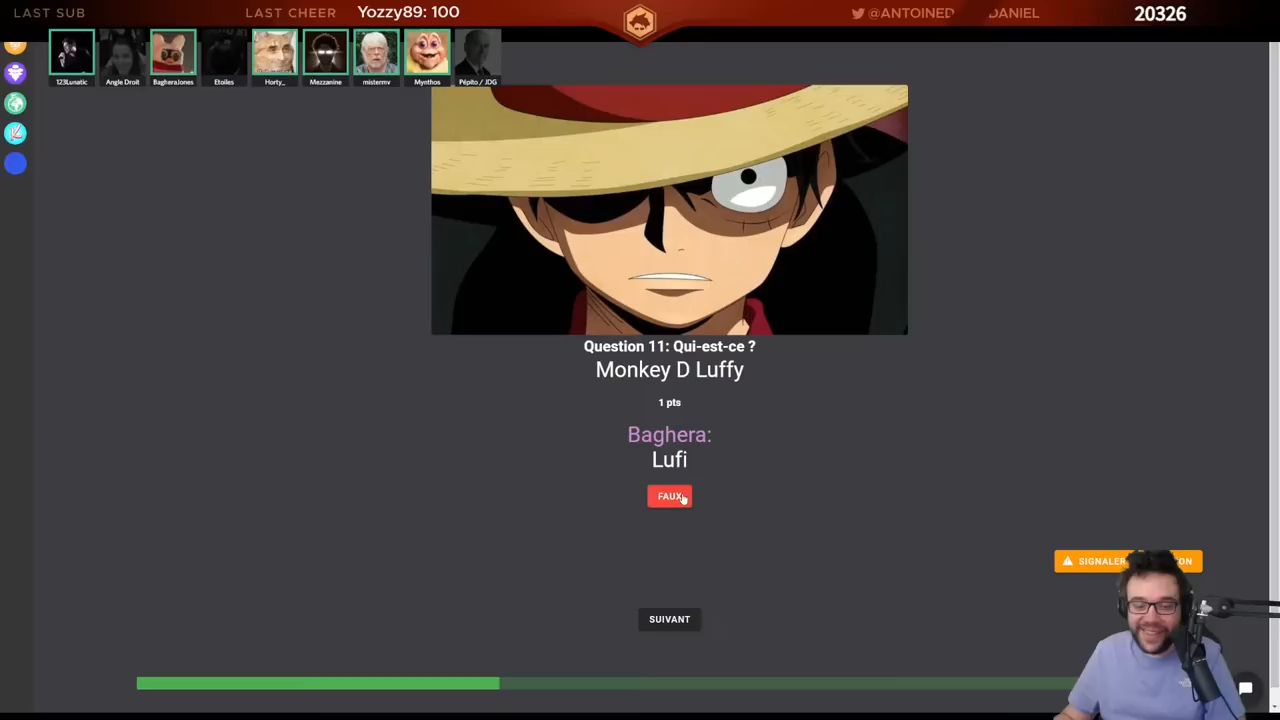 LAST SUB
LAST CHEER
Yozzy89: 100
@ANTOINED
DANIEL
20326
123Lunatic
Angle Droit
BagheraJones
Etoiles
Horty_
Mezzanine
mistermv
Mynthos
Pépito / JDG
Question 11: Qui-est-ce ?
Monkey D Luffy
1 pts
Baghera:
Lufi
FAUX
SIGNALER
ON
SUIVANT